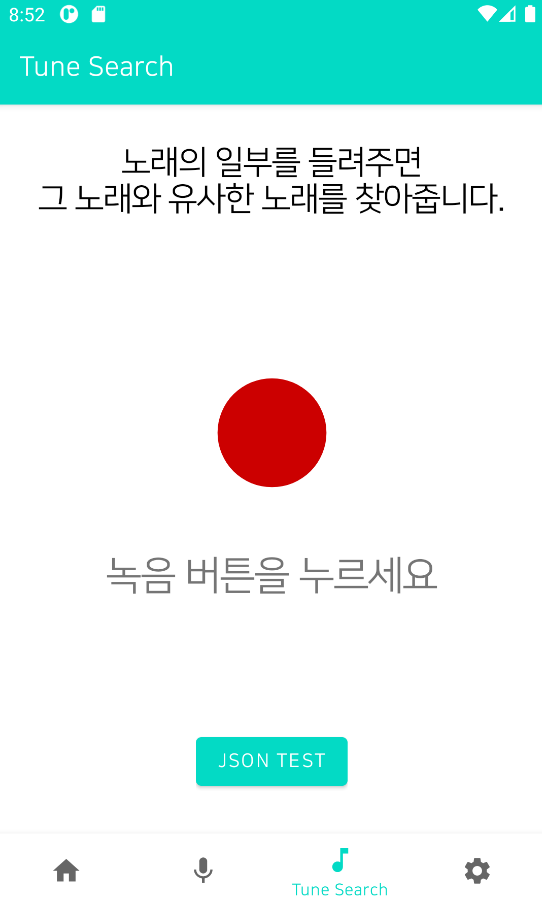 8:52
Tune Search
노래의 일부를 들려주면
그 노래와 유사한 노래를 찾아줍니다.
녹음 버튼을 누르세요
JSON TEST
Tune Search